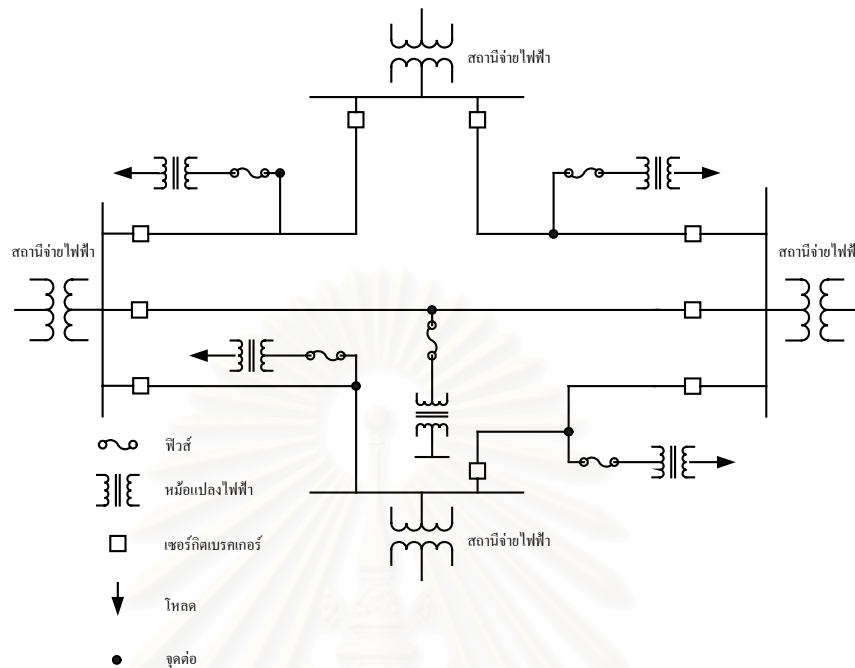 สถานีจ่ายไฟฟ้า
สถานีจ่ายไฟฟ้า
สถานีจ่ายไฟฟ้า
ฟิวส์
หม้อแปลงไฟฟ้า
เซอร์กิตเบรคเกอร์
สถานีจ่ายไฟฟ้า
โหลด
จุดต่อ